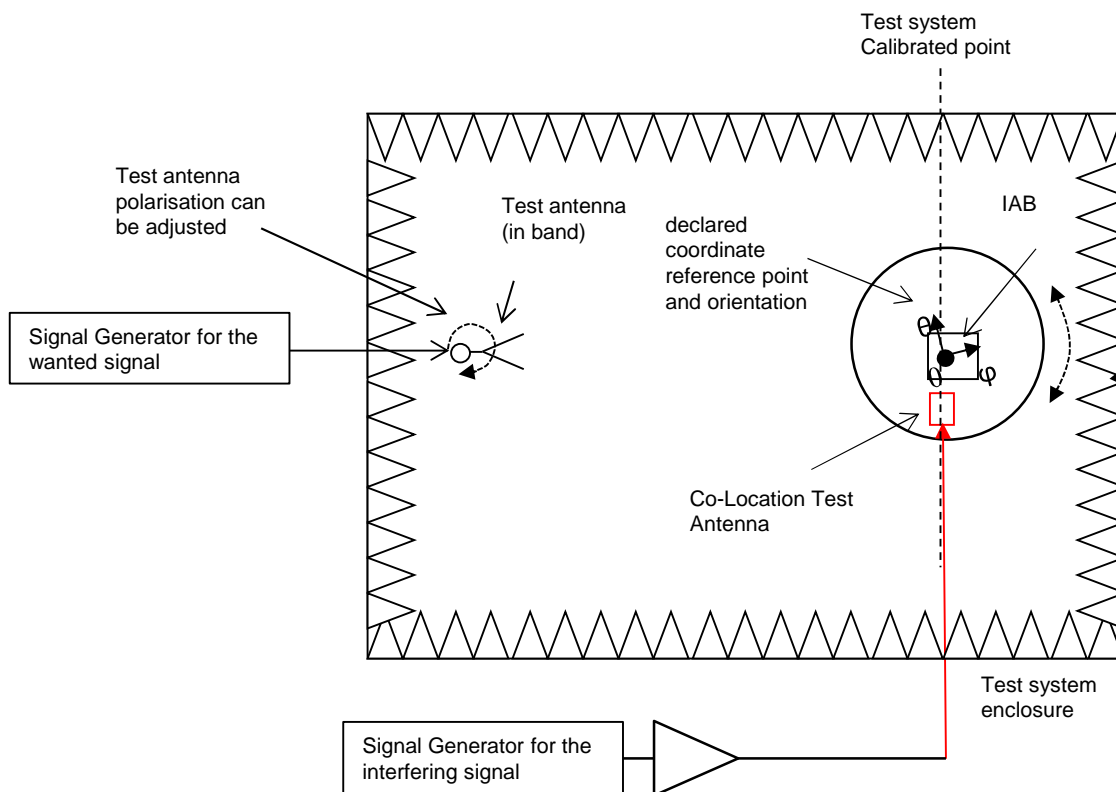 Test system
Calibrated point
Test antenna
polarisation can
be adjusted
Test antenna
(in band)
declared
coordinate
reference point
and orientation
IAB
Signal Generator for the
wanted signal
θ
0
φ
Co-Location Test
Antenna
Test system
enclosure
Signal Generator for the
interfering signal